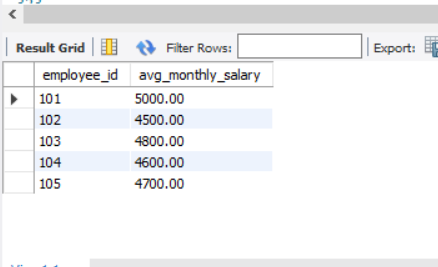 Result Grid Filter Rows: Export:
employee_id avg_monthly_salary
101 5000.00
102 4500.00
103 4800.00
104 4600.00
105 4700.00